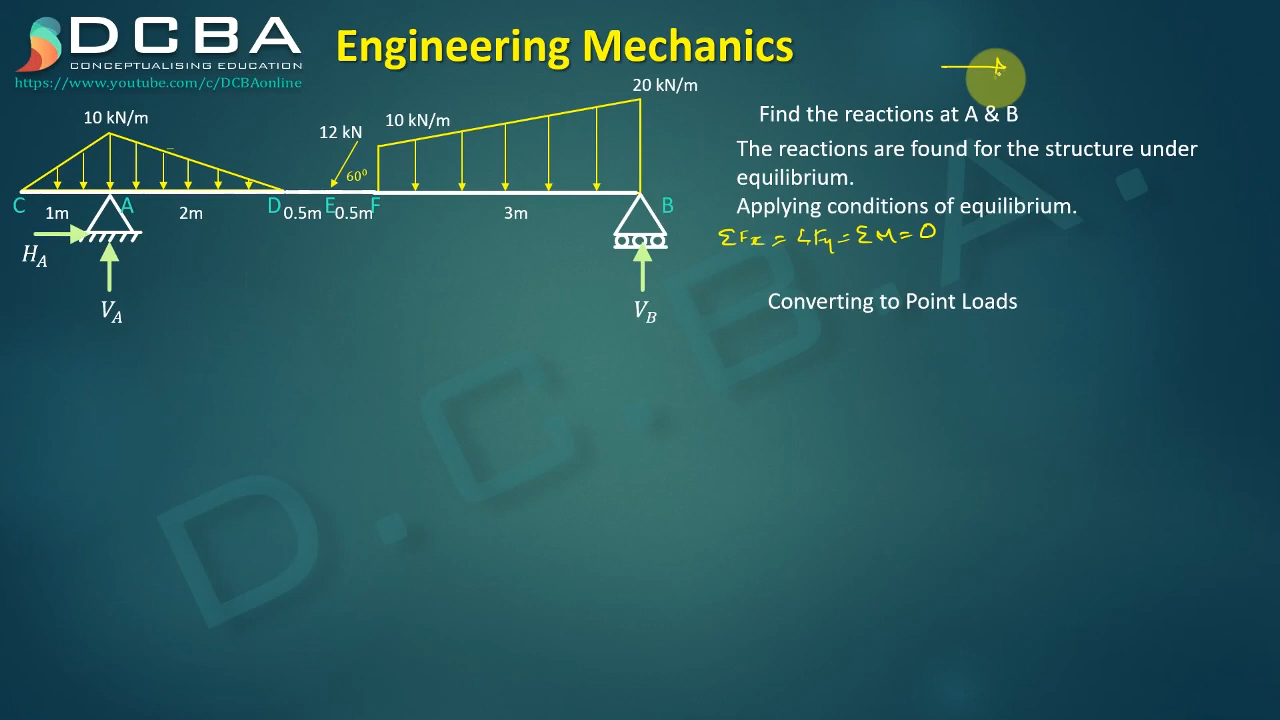 DCBA
CONCEPTUALISING EDUCATION
https://www.youtube.com/c/DCBAonline
Engineering Mechanics
10 kN/m
12 kN
60⁰
10 kN/m
20 kN/m
C 1m A 2m D 0.5m E 0.5m F 3m B
H_A
V_A
V_B
Find the reactions at A & B
The reactions are found for the structure under
equilibrium.
Applying conditions of equilibrium.
ΣFx = ΣFy = ΣM = 0
Converting to Point Loads
D.C.B.A.